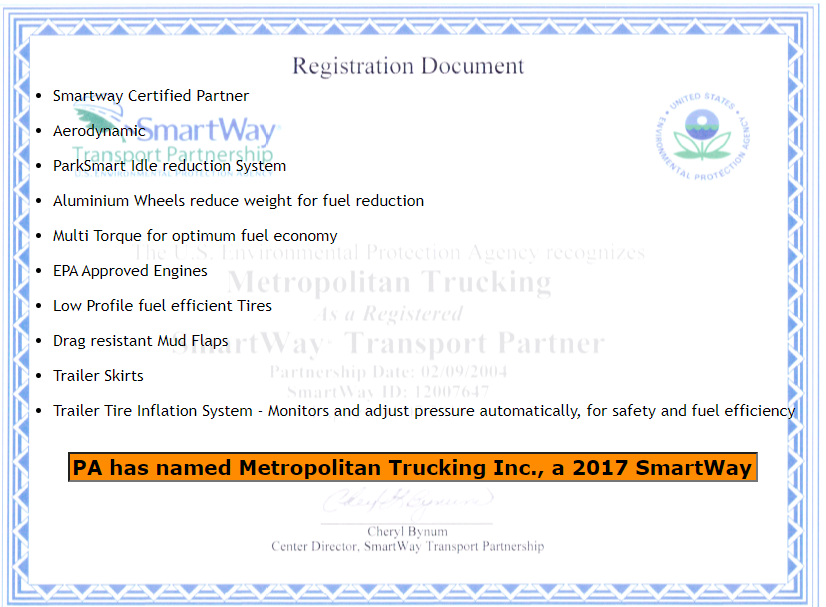 Registration Document
Smartway Certified Partner
Aerodynamic
SmartWay
Transport Partnership
U.S. ENVIRONMENTAL PROTECTION AGENCY
UNITED STATES
ENVIRONMENTAL PROTECTION AGENCY
ParkSmart Idle reduction System
Aluminium Wheels reduce weight for fuel reduction
Multi Torque for optimum fuel economy
The U.S. Environmental Protection Agency recognizes
EPA Approved Engines
Metropolitan Trucking
Low Profile fuel efficient Tires
As a Registered
Drag resistant Mud Flaps
SmartWay Transport Partner
Trailer Skirts
Partnership Date: 02/09/2004
SmartWay ID: 12007647
Trailer Tire Inflation System - Monitors and adjust pressure automatically, for safety and fuel efficiency
PA has named Metropolitan Trucking Inc., a 2017 SmartWay
Cheryl Bynum
Center Director, SmartWay Transport Partnership